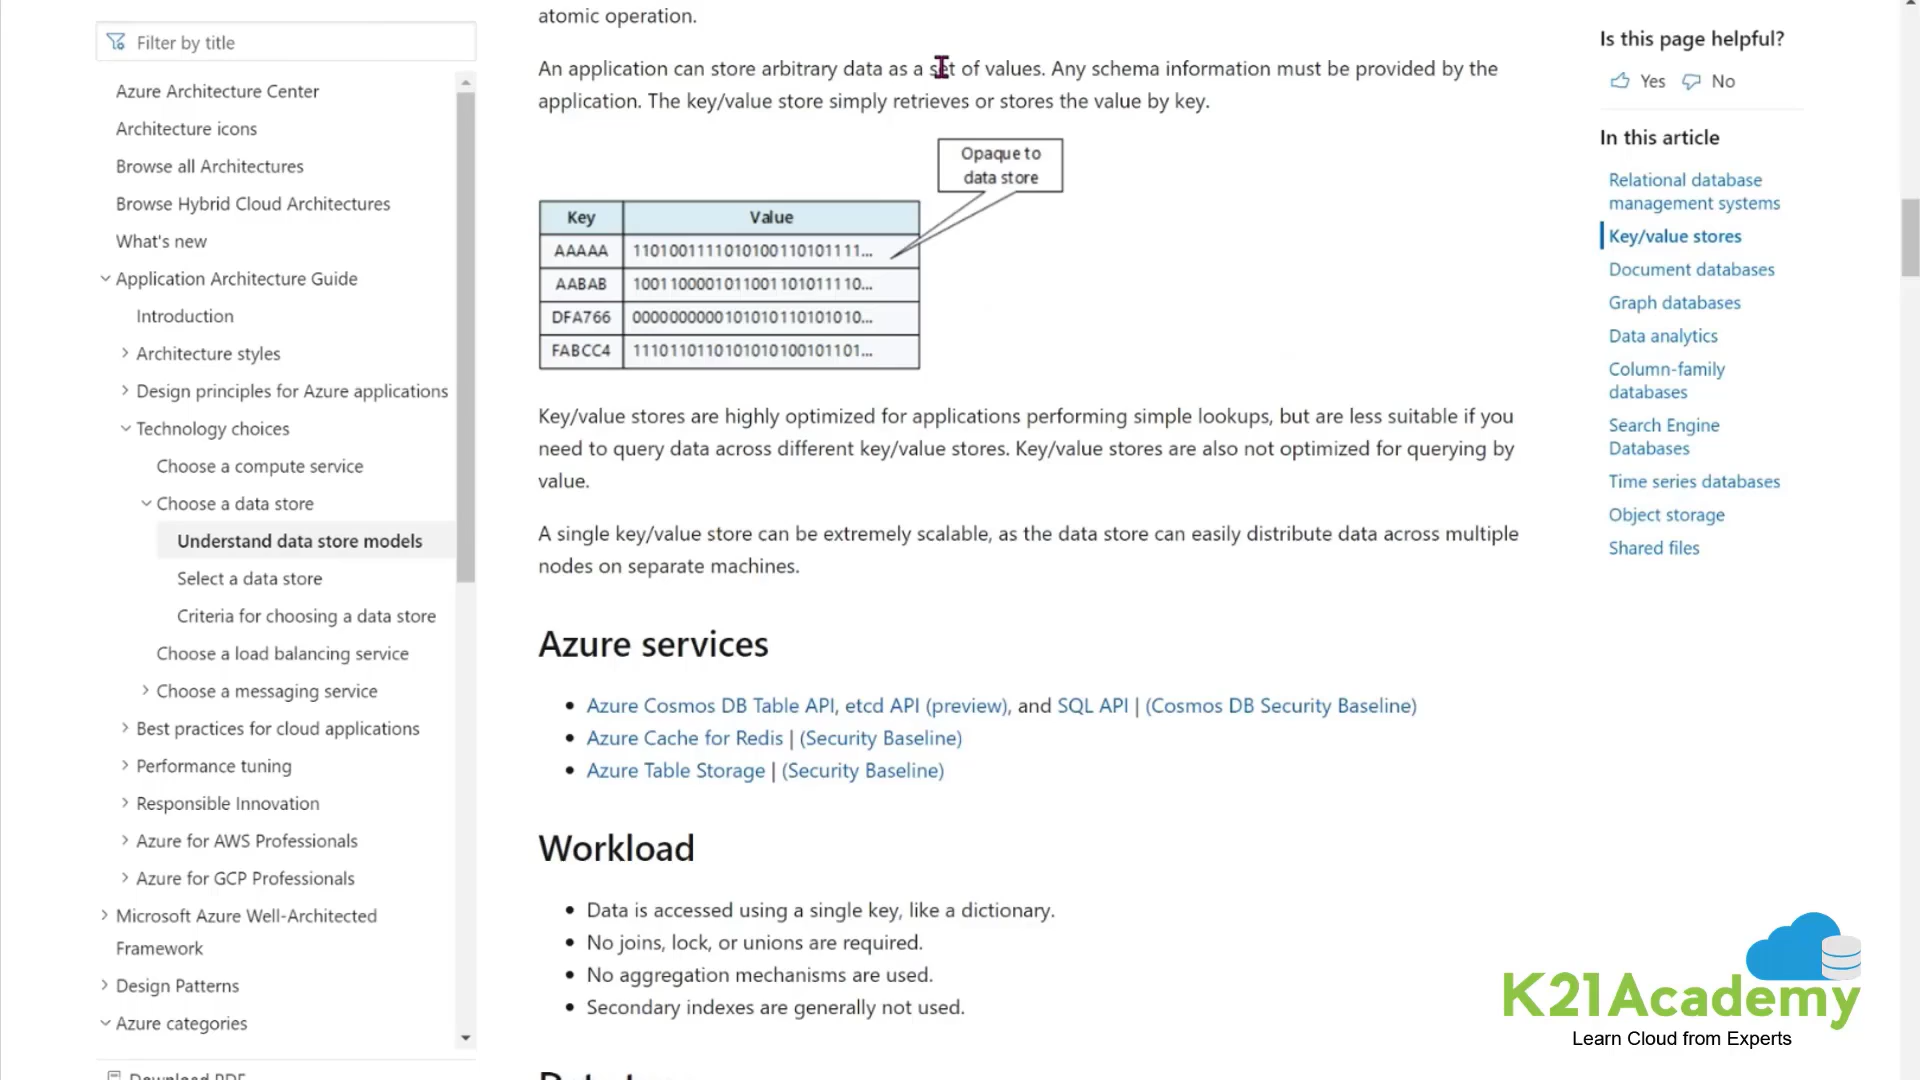 Filter by title
Azure Architecture Center
Architecture icons
Browse all Architectures
Browse Hybrid Cloud Architectures
What's new
Application Architecture Guide
Introduction
Architecture styles
Design principles for Azure applications
Technology choices
Choose a compute service
Choose a data store
Understand data store models
Select a data store
Criteria for choosing a data store
Choose a load balancing service
Choose a messaging service
Best practices for cloud applications
Performance tuning
Responsible Innovation
Azure for AWS Professionals
Azure for GCP Professionals
Microsoft Azure Well-Architected
Framework
Design Patterns
Azure categories
Download PDF
atomic operation.
An application can store arbitrary data as a set of values. Any schema information must be provided by the
application. The key/value store simply retrieves or stores the value by key.
Opaque to
data store
Key Value
AAAAA 1101001111010100110101111...
AABAB 1001100001011001101011110...
DFA766 0000000000101010110101010...
FABCC4 1110110110101010100101101...
Key/value stores are highly optimized for applications performing simple lookups, but are less suitable if you
need to query data across different key/value stores. Key/value stores are also not optimized for querying by
value.
A single key/value store can be extremely scalable, as the data store can easily distribute data across multiple
nodes on separate machines.
Azure services
Azure Cosmos DB Table API, etcd API (preview), and SQL API | (Cosmos DB Security Baseline)
Azure Cache for Redis | (Security Baseline)
Azure Table Storage | (Security Baseline)
Workload
Data is accessed using a single key, like a dictionary.
No joins, lock, or unions are required.
No aggregation mechanisms are used.
Secondary indexes are generally not used.
Is this page helpful?
Yes No
In this article
Relational database
management systems
Key/value stores
Document databases
Graph databases
Data analytics
Column-family
databases
Search Engine
Databases
Time series databases
Object storage
Shared files
K21Academy
Learn Cloud from Experts